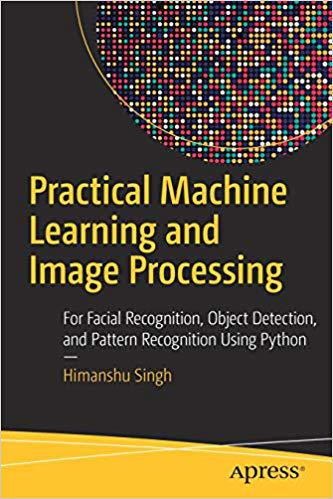 Practical Machine
Learning and
Image Processing
For Facial Recognition, Object Detection,
and Pattern Recognition Using Python
—
Himanshu Singh
Apress®